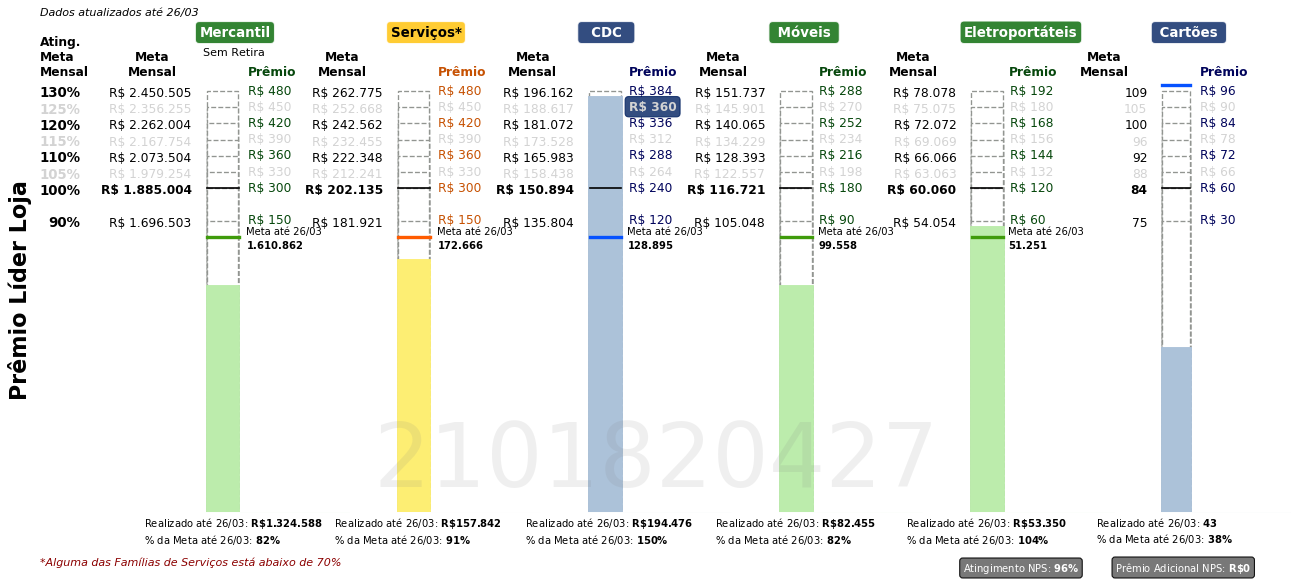 Dados atualizados até 26/03
Mercantil Serviços* CDC Móveis Eletroportáteis Cartões
Sem Retira
Ating. Meta Mensal Meta Mensal Prêmio Meta Mensal Prêmio Meta Mensal Prêmio Meta Mensal Prêmio Meta Mensal Prêmio Meta Mensal Prêmio
130% R$ 2.450.505 R$ 480 R$ 262.775 R$ 480 R$ 196.162 R$ 384 R$ 151.737 R$ 288 R$ 78.078 R$ 192 109 R$ 96
125% R$ 2.356.255 R$ 450 R$ 252.668 R$ 450 R$ 188.617 R$ 360 R$ 145.901 R$ 270 R$ 75.075 R$ 180 105 R$ 90
120% R$ 2.262.004 R$ 420 R$ 242.562 R$ 420 R$ 181.072 R$ 336 R$ 140.065 R$ 252 R$ 72.072 R$ 168 100 R$ 84
115% R$ 2.167.754 R$ 390 R$ 232.455 R$ 390 R$ 173.528 R$ 312 R$ 134.229 R$ 234 R$ 69.069 R$ 156 96 R$ 78
110% R$ 2.073.504 R$ 360 R$ 222.348 R$ 360 R$ 165.983 R$ 288 R$ 128.393 R$ 216 R$ 66.066 R$ 144 92 R$ 72
105% R$ 1.979.254 R$ 330 R$ 212.241 R$ 330 R$ 158.438 R$ 264 R$ 122.557 R$ 198 R$ 63.063 R$ 132 88 R$ 66
100% R$ 1.885.004 R$ 300 R$ 202.135 R$ 300 R$ 150.894 R$ 240 R$ 116.721 R$ 180 R$ 60.060 R$ 120 84 R$ 60
90% R$ 1.696.503 R$ 150 R$ 181.921 R$ 150 R$ 135.804 R$ 120 R$ 105.048 R$ 90 R$ 54.054 R$ 60 75 R$ 30
Meta até 26/03 Meta até 26/03 Meta até 26/03 Meta até 26/03 Meta até 26/03
1.610.862 172.666 128.895 99.558 51.251
Prêmio Líder Loja
2101820427
Realizado até 26/03: R$1.324.588 Realizado até 26/03: R$157.842 Realizado até 26/03: R$194.476 Realizado até 26/03: R$82.455 Realizado até 26/03: R$53.350 Realizado até 26/03: 43
% da Meta até 26/03: 82% % da Meta até 26/03: 91% % da Meta até 26/03: 150% % da Meta até 26/03: 82% % da Meta até 26/03: 104% % da Meta até 26/03: 38%
*Alguma das Famílias de Serviços está abaixo de 70%
Atingimento NPS: 96% Prêmio Adicional NPS: R$0